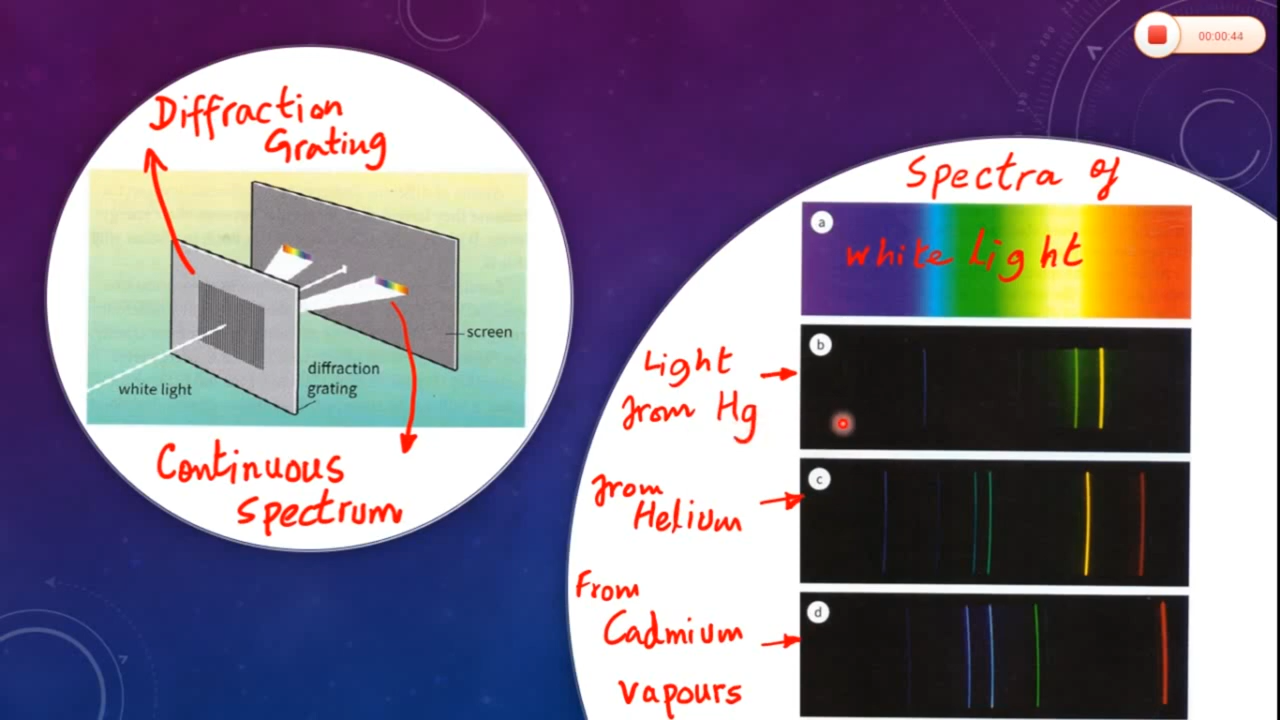 00:00:44
Diffraction
Grating
screen
diffraction
grating
white light
Continuous
Spectrum
Spectra of
a
white light
b
Light
from Hg
c
from
Helium
d
From
Cadmium
vapours